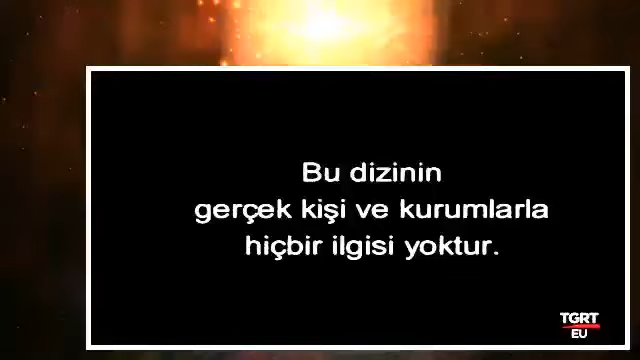 Bu dizinin
gerçek kişi ve kurumlarla
hiçbir ilgisi yoktur.
TGRT
EU